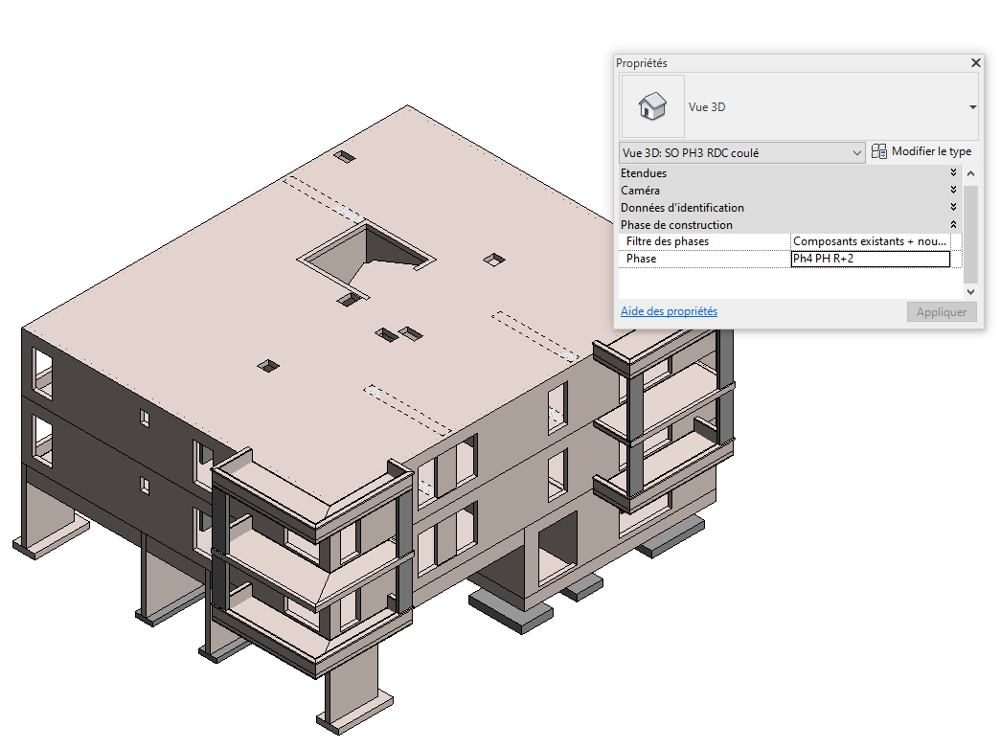 Propriétés
Vue 3D
Vue 3D: SO PH3 RDC coulé
Modifier le type
Etendues
Caméra
Données d'identification
Phase de construction
Filtre des phases Composants existants + nou...
Phase Ph4 PH R+2
Aide des propriétés Appliquer